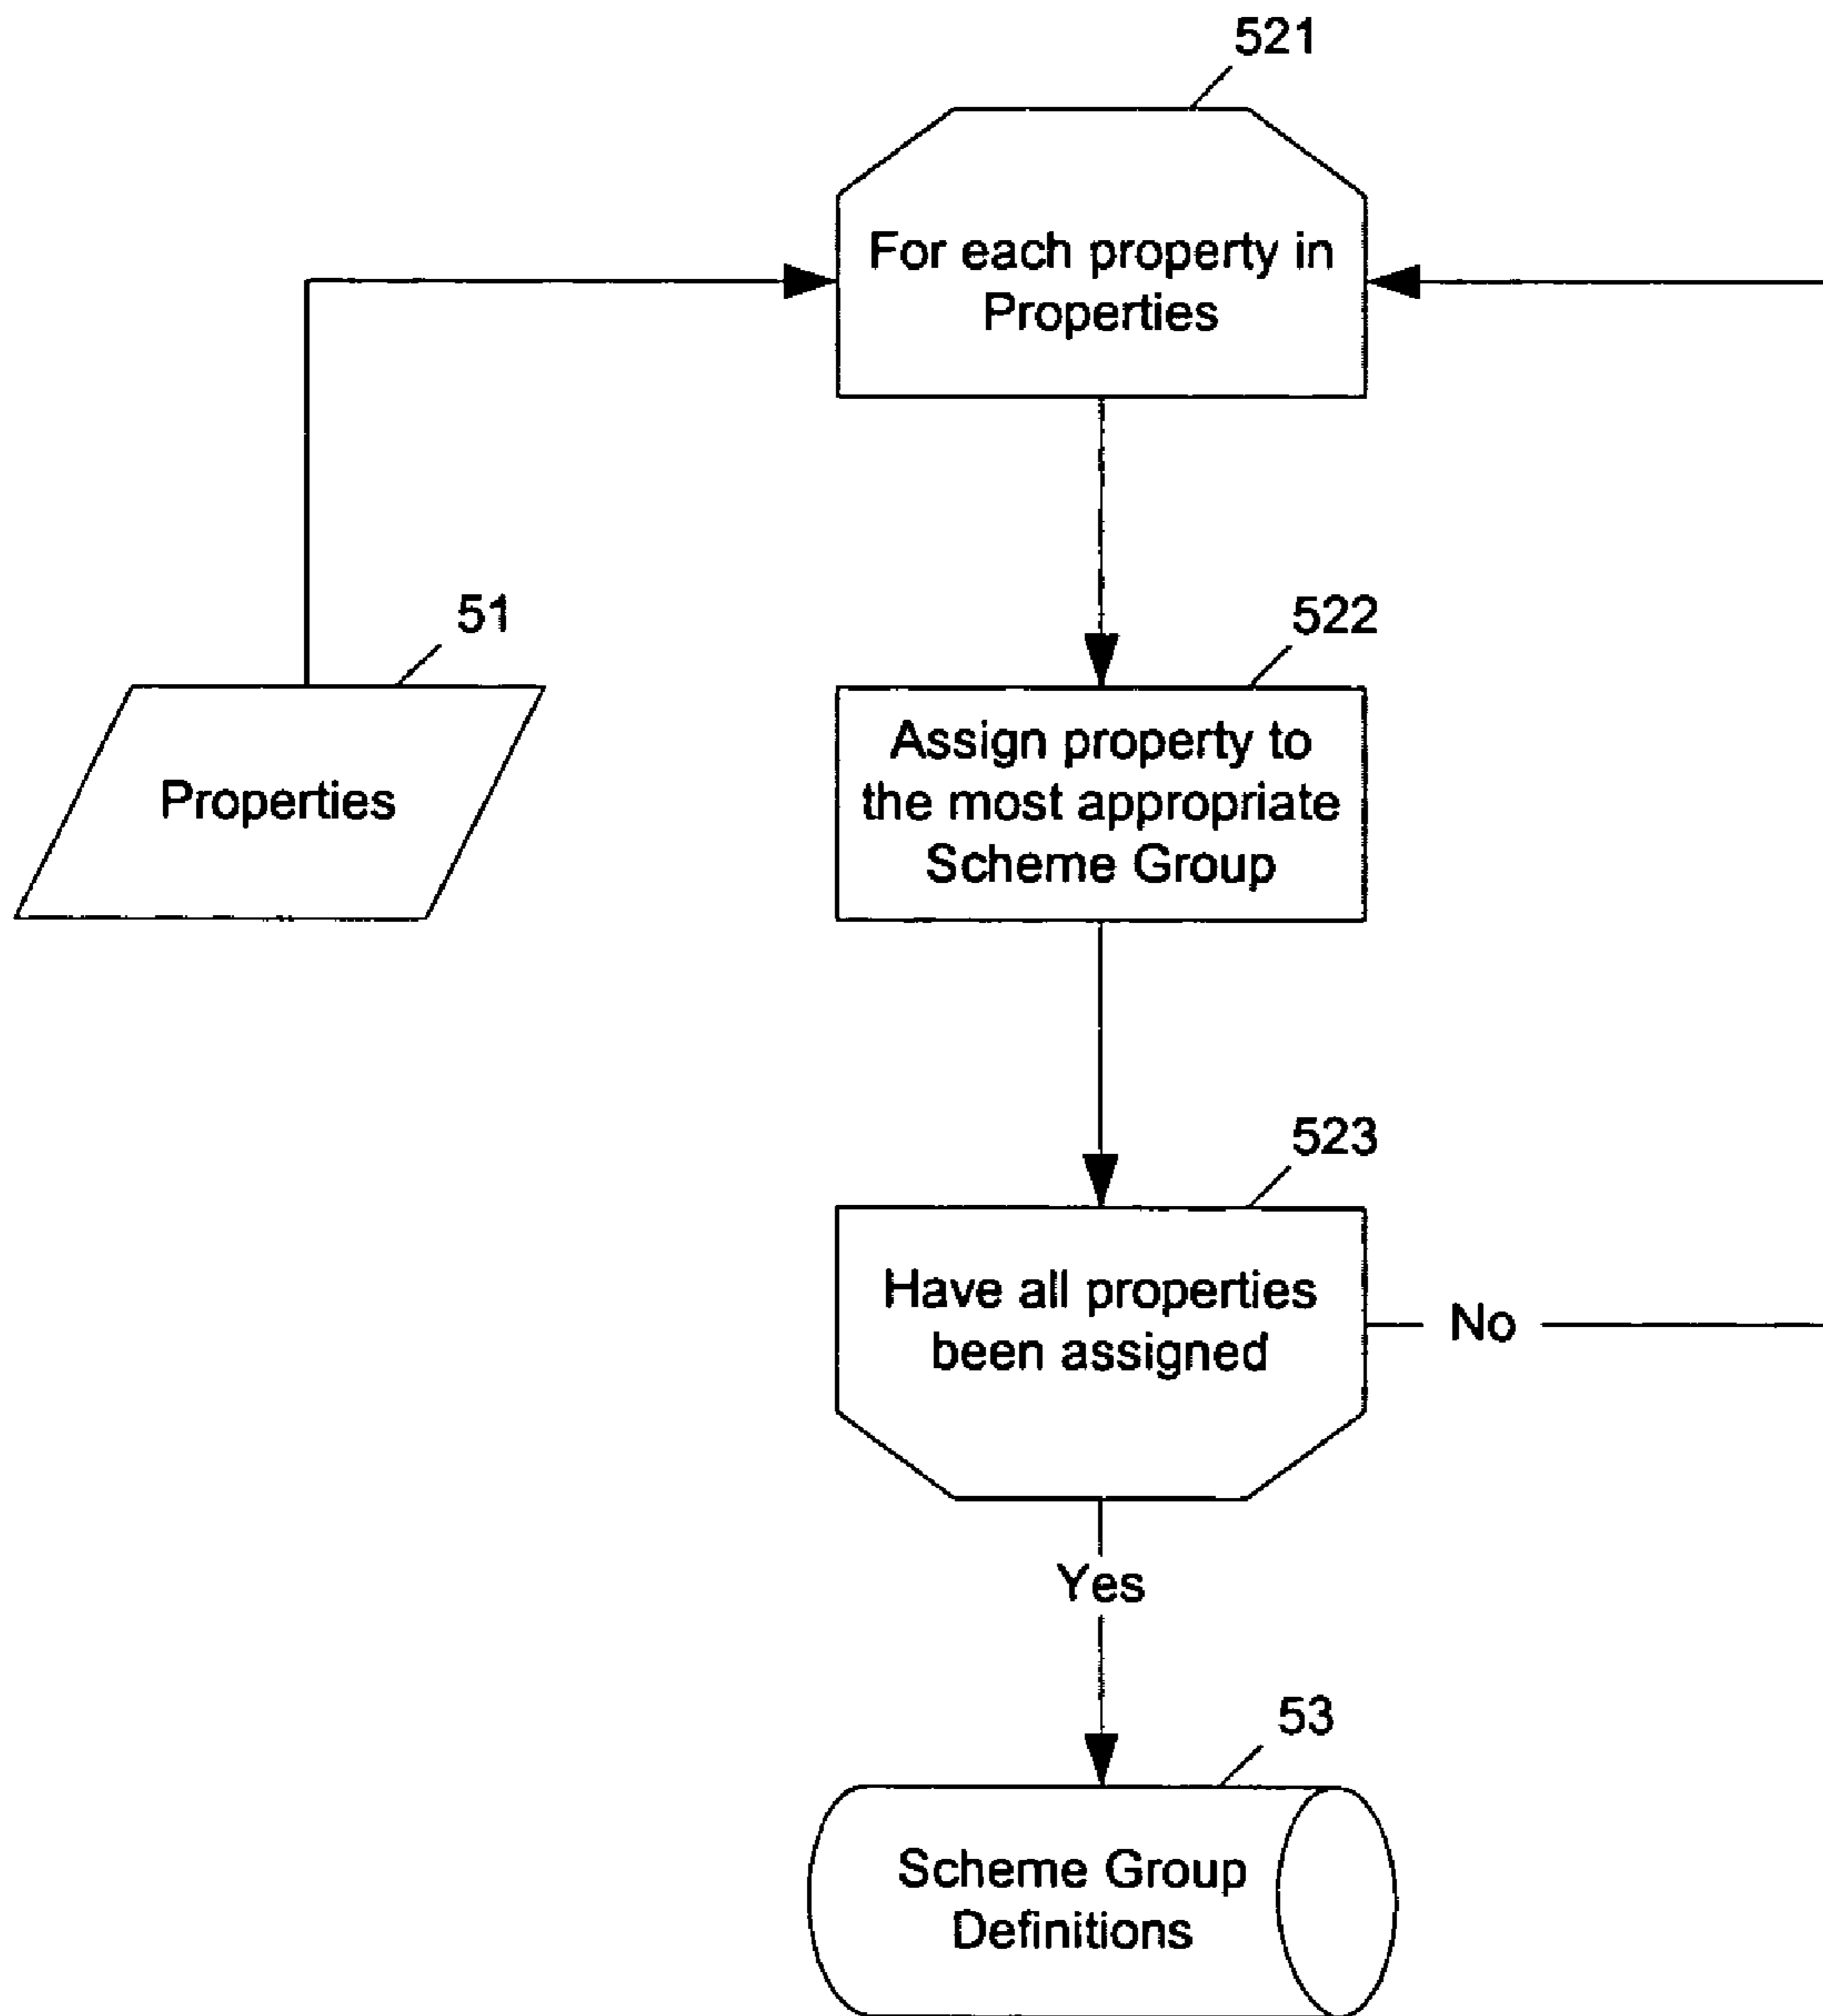 521
For each property in
Properties
51
Properties
522
Assign property to
the most appropriate
Scheme Group
523
Have all properties
been assigned
No
Yes
53
Scheme Group
Definitions